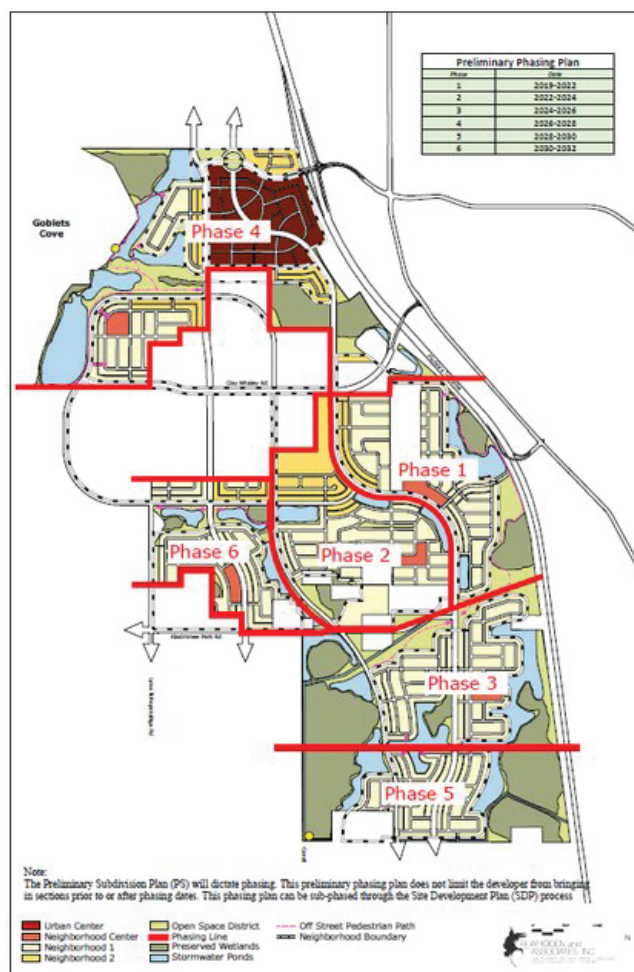 Preliminary Phasing Plan
Phase Date
1 2019-2022
2 2022-2024
3 2024-2026
4 2026-2028
5 2028-2030
6 2030-2032
Goblets
Cove
Phase 4
Clay Whaley Rd
Phase 1
Phase 6
Phase 2
Phase 3
Phase 5
Note:
The Preliminary Subdivision Plan (PS) will dictate phasing. This preliminary phasing plan does not limit the developer from bringing
in sections prior to or after phasing dates. This phasing plan can be sub-phased through the Site Development Plan (SDP) process
Urban Center
Neighborhood Center
Neighborhood 1
Neighborhood 2
Open Space District
Phasing Line
Preserved Wetlands
Stormwater Ponds
Off Street Pedestrian Path
Neighborhood Boundary
ASSOCIATES, INC
N